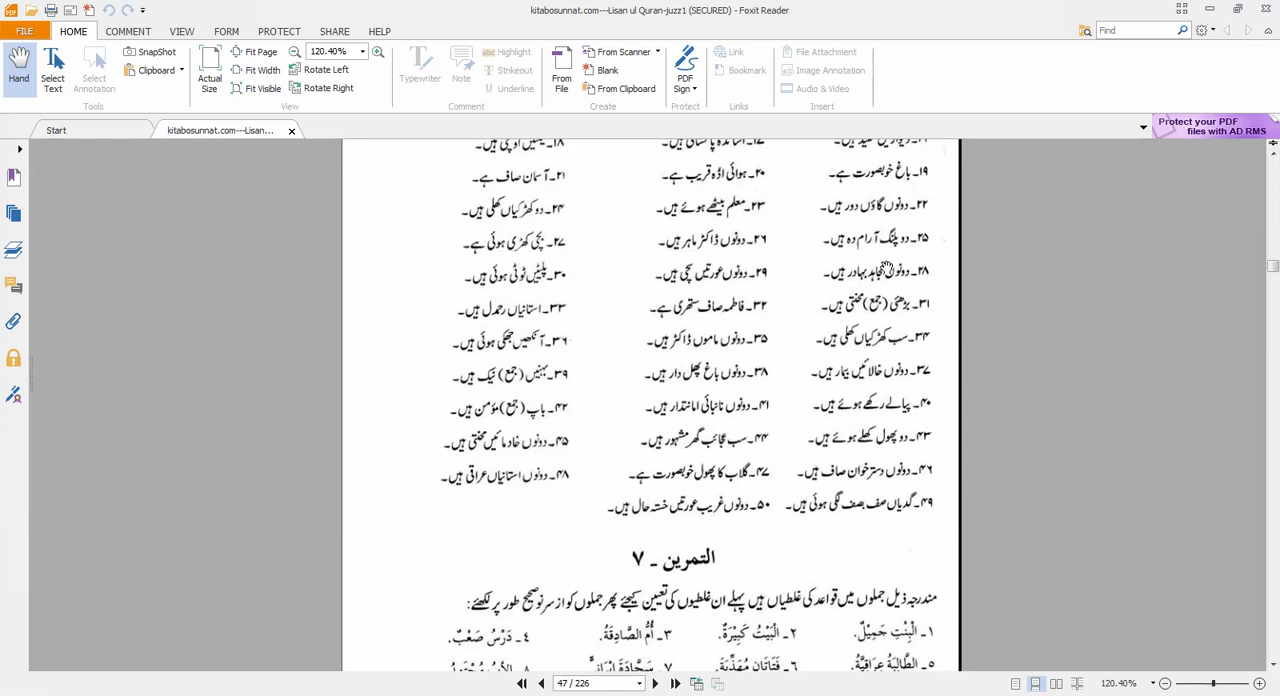 kitabosunnat.com---Lisan ul Quran-juzz1 (SECURED) - Foxit Reader
FILE HOME COMMENT VIEW FORM PROTECT SHARE HELP
Find
Hand
Select Text
Select Annotation
SnapShot
Clipboard
Tools
Actual Size
Fit Page
Fit Width
Fit Visible
120.40%
Rotate Left
Rotate Right
View
Typewriter
Note
Highlight
Strikeout
Underline
Comment
From File
From Scanner
Blank
From Clipboard
Create
PDF Sign
Protect
Link
Bookmark
Links
File Attachment
Image Annotation
Audio & Video
Insert
Start kitabosunnat.com---Lisan...
Protect your PDF files with AD RMS
۱۹۔ باغ خوبصورت ہے۔ ۲۰۔ ہوائی اڈہ قریب ہے۔ ۲۱۔ آسمان صاف ہے۔
۲۲۔ دونوں گاؤں دور ہیں۔ ۲۳۔ معلم بیٹھے ہوئے ہیں۔ ۲۴۔ دو کھڑکیاں کھلی ہیں۔
۲۵۔ دو پلنگ آرام دہ ہیں۔ ۲۶۔ دونوں ڈاکٹر ماہر ہیں۔ ۲۷۔ بچی کھڑی ہوئی ہے۔
۲۸۔ دونوں مجاہد بہادر ہیں۔ ۲۹۔ دونوں عورتیں سچی ہیں۔ ۳۰۔ پلیٹیں ٹوٹی ہوئی ہیں۔
۳۱۔ بڑھئی (جمع) محنتی ہیں۔ ۳۲۔ فاطمہ صاف ستھری ہے۔ ۳۳۔ استانیاں رحمدل ہیں۔
۳۴۔ سب کھڑکیاں کھلی ہیں۔ ۳۵۔ دونوں ماموں ڈاکٹر ہیں۔ ۳۶۔ آنکھیں جھکی ہوئی ہیں۔
۳۷۔ دونوں خالائیں بیمار ہیں۔ ۳۸۔ دونوں باغ پھل دار ہیں۔ ۳۹۔ بہنیں (جمع) نیک ہیں۔
۴۰۔ پیالے رکھے ہوئے ہیں۔ ۴۱۔ دونوں نانبائی امانتدار ہیں۔ ۴۲۔ باپ (جمع) مؤمن ہیں۔
۴۳۔ دو پھول کھلے ہوئے ہیں۔ ۴۴۔ سب عجائب گھر مشہور ہیں۔ ۴۵۔ دونوں خادمائیں محنتی ہیں۔
۴۶۔ دونوں دسترخوان صاف ہیں۔ ۴۷۔ گلاب کا پھول خوبصورت ہے۔ ۴۸۔ دونوں استانیاں عراقی ہیں۔
۴۹۔ گدیاں صف بصف لگی ہوئی ہیں۔ ۵۰۔ دونوں غریب عورتیں خستہ حال ہیں۔
التمرین ـ ۷
مندرجہ ذیل جملوں میں قواعد کی غلطیاں ہیں پہلے ان غلطیوں کی تعیین کیجئے پھر جملوں کو از سر نو صحیح طور پر لکھئے:
۱ـ الْبِنْتِ جَمِيْلٌ. ۲ـ الْبَيْتُ كَبِيْرَةٌ. ۳ـ أُمُّ الصَّادِقَةُ. ٤ـ دَرْسُ صَعْبٌ.
٥ـ الطَّالِبَةُ عِرَاقِيَّةُ ٦ـ فَتَاتَانِ مُهَذَّبَةُ.
47 / 226
120.40%